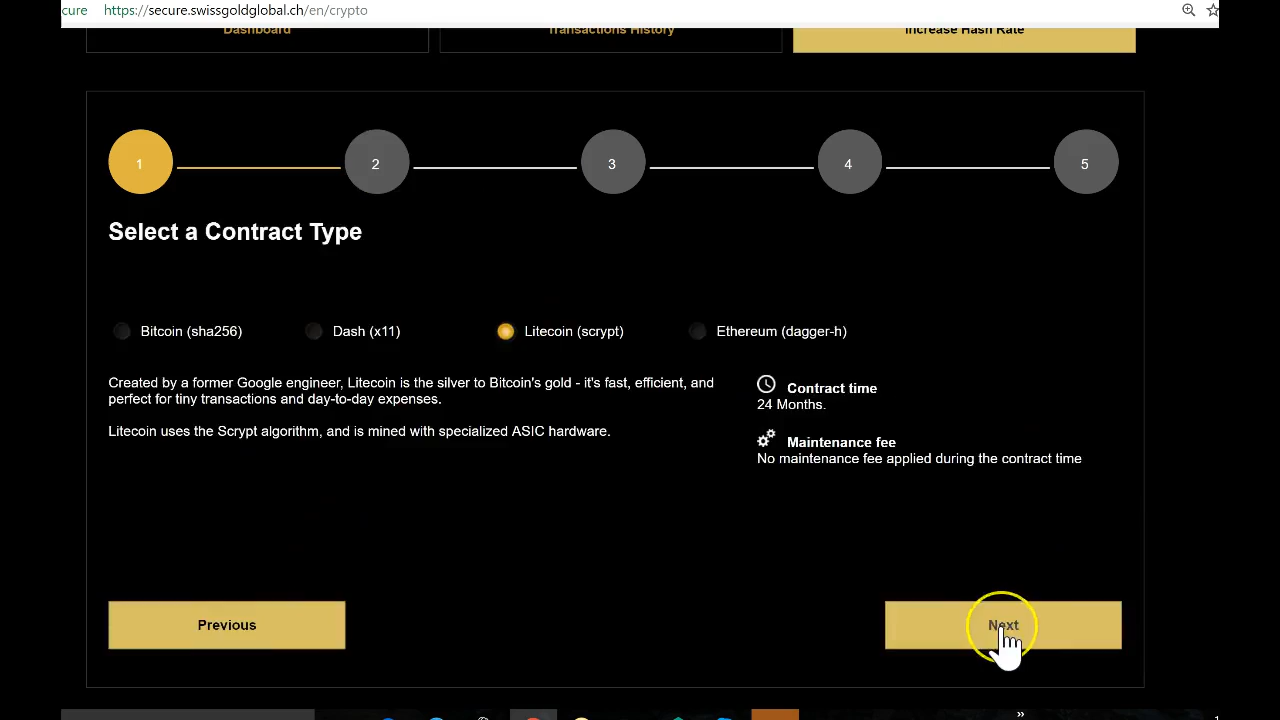 cure https://secure.swissgoldglobal.ch/en/crypto
Dashboard Transactions History Increase Hash Rate
1 2 3 4 5
Select a Contract Type
Bitcoin (sha256) Dash (x11) Litecoin (scrypt) Ethereum (dagger-h)
Created by a former Google engineer, Litecoin is the silver to Bitcoin's gold - it's fast, efficient, and
perfect for tiny transactions and day-to-day expenses.
Litecoin uses the Scrypt algorithm, and is mined with specialized ASIC hardware.
Contract time
24 Months.
Maintenance fee
No maintenance fee applied during the contract time
Previous Next
»